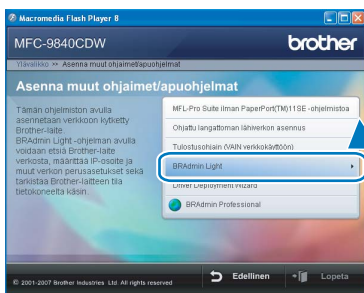 Macromedia Flash Player 8
MFC-9840CDW
brother
Ylävalikko >> Asenna muut ohjaimet/apuohjelmat
Asenna muut ohjaimet/apuohjelmat
Tämän ohjelmiston avulla
asennetaan verkkoon kytketty
Brother-laite.
BRAdmin Light -ohjelman avulla
voidaan etsiä Brother-laite
verkosta, määrittää IP-osoite ja
muut verkon perusasetukset sekä
tarkistaa Brother-laitteen tila
tietokoneelta käsin.
MFL-Pro Suite ilman PaperPort(TM)11SE -ohjelmistoa
Ohjattu langattoman lähiverkon asennus
Tulostusohjain (VAIN verkkokäyttöön)
BRAdmin Light
Driver Deployment Wizard
BRAdmin Professional
© 2001-2007 Brother Industries Ltd. All rights reserved
Edellinen
Lopeta